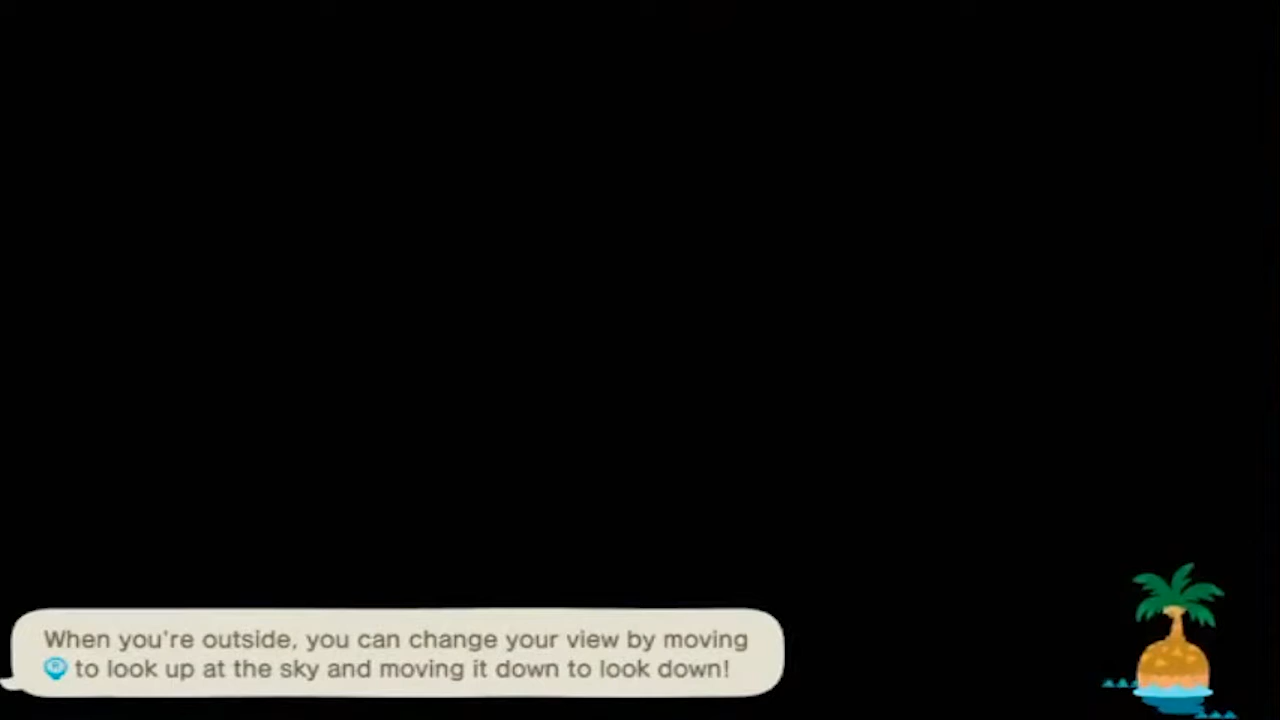 When you're outside, you can change your view by moving
R to look up at the sky and moving it down to look down!